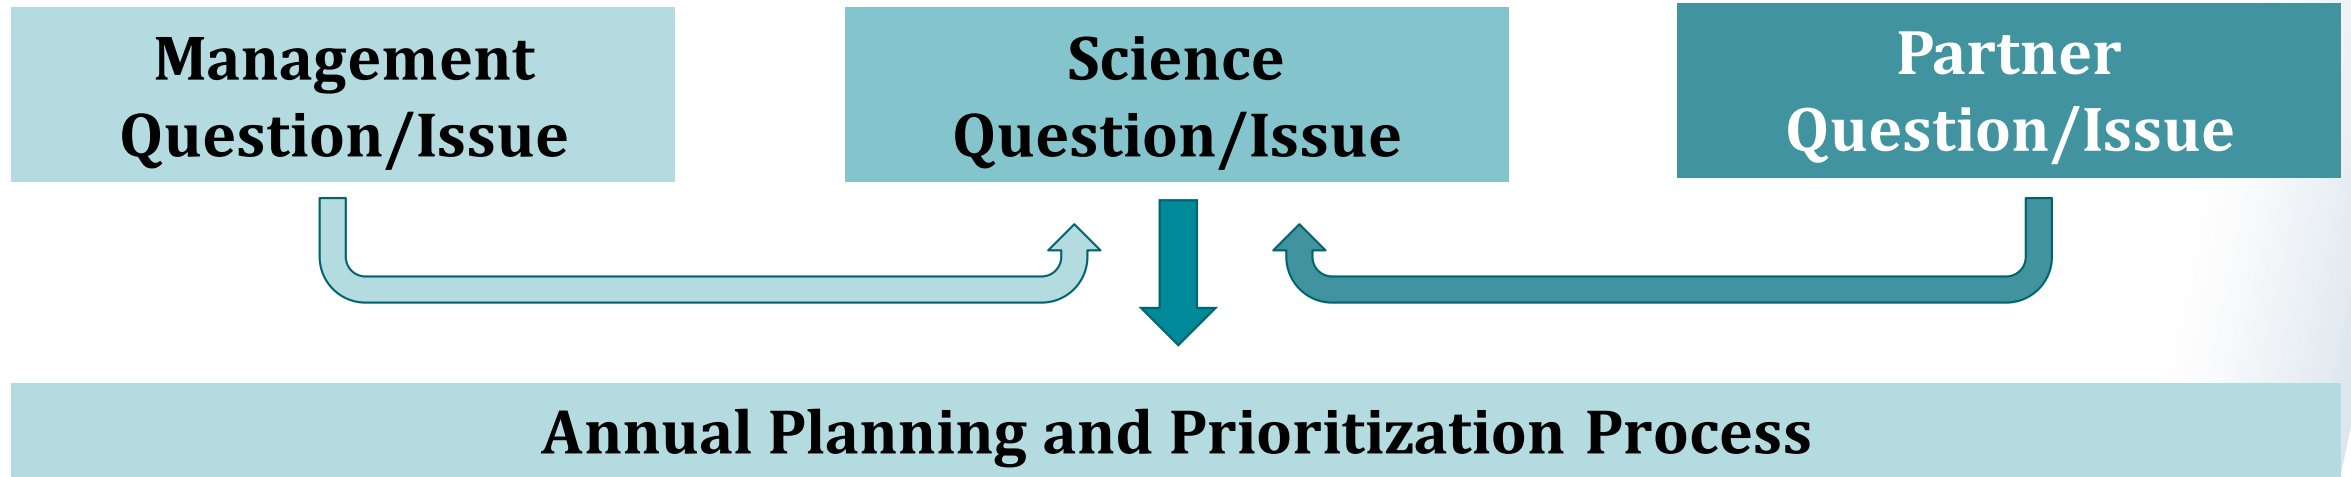 Management
Question/Issue
Science
Question/Issue
Partner
Question/Issue
Annual Planning and Prioritization Process